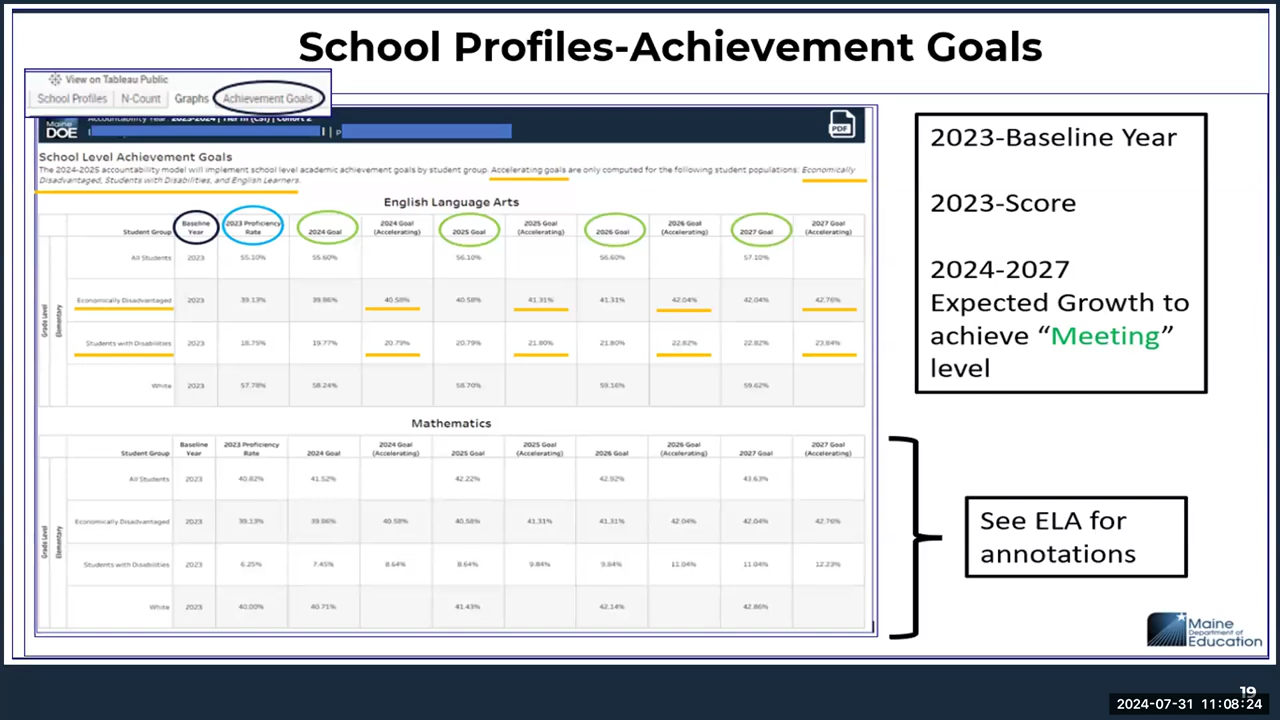 School Profiles-Achievement Goals
View on Tableau Public
School Profiles N-Count Graphs Achievement Goals
Maine
DOE
Accountability Year: 2023-2024 | Tier III (CSI) | Cohort 2
PDF
School Level Achievement Goals
The 2024-2025 accountability model will implement school level academic achievement goals by student group. Accelerating goals are only computed for the following student populations: Economically
Disadvantaged, Students with Disabilities, and English Learners.
English Language Arts
Student Group Baseline Year 2023 Proficiency Rate 2024 Goal 2024 Goal (Accelerating) 2025 Goal 2025 Goal (Accelerating) 2026 Goal 2026 Goal (Accelerating) 2027 Goal 2027 Goal (Accelerating)
Grade Level
Elementary
All Students 2023 55.10% 55.60% 56.10% 56.60% 57.10%
Economically Disadvantaged 2023 39.13% 39.86% 40.58% 40.58% 41.31% 41.31% 42.04% 42.04% 42.76%
Students with Disabilities 2023 18.75% 19.77% 20.79% 20.79% 21.80% 21.80% 22.82% 22.82% 23.84%
White 2023 57.78% 58.24% 58.70% 59.16% 59.62%
Mathematics
Student Group Baseline Year 2023 Proficiency Rate 2024 Goal 2024 Goal (Accelerating) 2025 Goal 2025 Goal (Accelerating) 2026 Goal 2026 Goal (Accelerating) 2027 Goal 2027 Goal (Accelerating)
Grade Level
Elementary
All Students 2023 40.82% 41.52% 42.22% 42.92% 43.63%
Economically Disadvantaged 2023 39.13% 39.86% 40.58% 40.58% 41.31% 41.31% 42.04% 42.04% 42.76%
Students with Disabilities 2023 6.25% 7.45% 8.64% 8.64% 9.84% 9.84% 11.04% 11.04% 12.23%
White 2023 40.00% 40.71% 41.43% 42.14% 42.86%
2023-Baseline Year
2023-Score
2024-2027
Expected Growth to
achieve “Meeting”
level
See ELA for
annotations
Maine
Department of
Education
19
2024-07-31 11:08:24